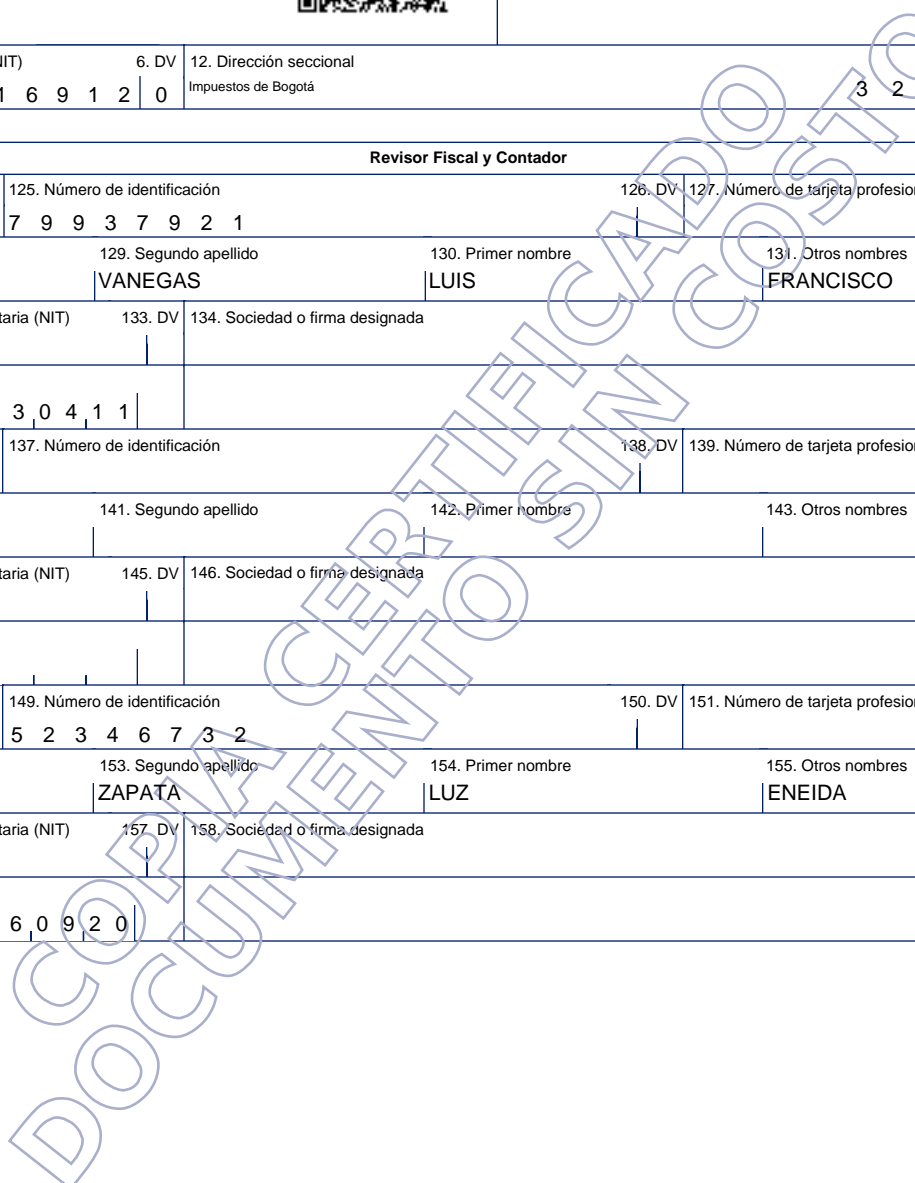 IT) 6. DV 12. Dirección seccional
1 6 9 1 2 0 Impuestos de Bogotá 3 2
Revisor Fiscal y Contador
125. Número de identificación 126. DV 127. Número de tarjeta profesion
7 9 9 3 7 9 2 1
129. Segundo apellido 130. Primer nombre 131. Otros nombres
VANEGAS LUIS FRANCISCO
taria (NIT) 133. DV 134. Sociedad o firma designada
3 0 4 1 1
137. Número de identificación 138. DV 139. Número de tarjeta profesion
141. Segundo apellido 142. Primer nombre 143. Otros nombres
taria (NIT) 145. DV 146. Sociedad o firma designada
149. Número de identificación 150. DV 151. Número de tarjeta profesion
5 2 3 4 6 7 3 2
153. Segundo apellido 154. Primer nombre 155. Otros nombres
ZAPATA LUZ ENEIDA
taria (NIT) 157. DV 158. Sociedad o firma designada
6 0 9 2 0
COPIA CERTIFICADO
DOCUMENTO SIN COSTO